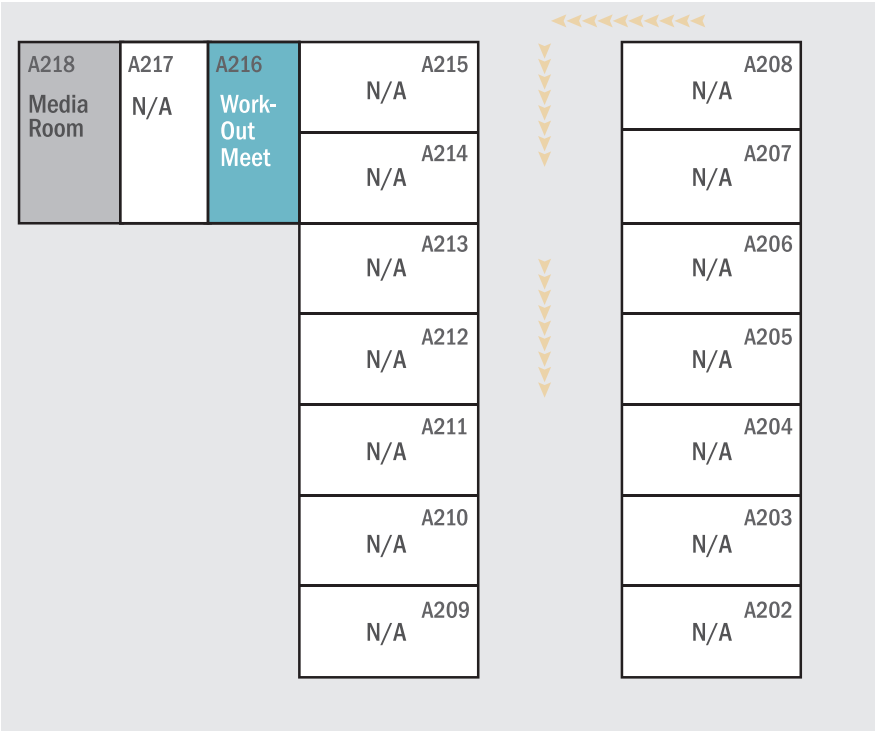 A218
Media
Room
A217
N/A
A216
Work-
Out
Meet
A215
N/A
A214
N/A
A213
N/A
A212
N/A
A211
N/A
A210
N/A
A209
N/A
A208
N/A
A207
N/A
A206
N/A
A205
N/A
A204
N/A
A203
N/A
A202
N/A